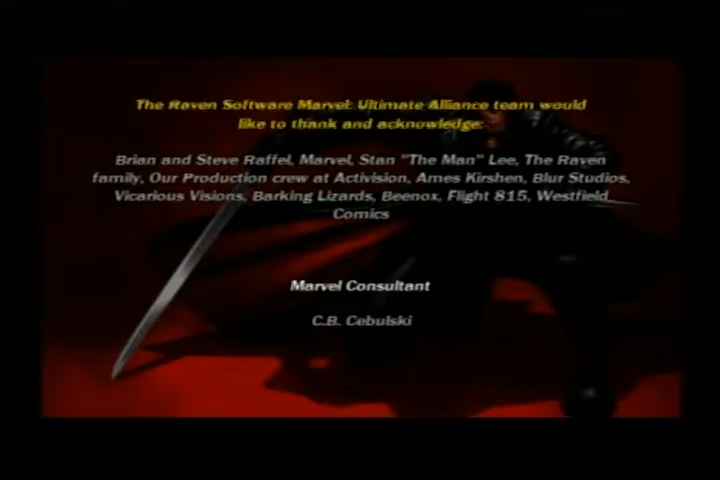 The Raven Software Marvel: Ultimate Alliance team would
like to thank and acknowledge:
Brian and Steve Raffel, Marvel, Stan "The Man" Lee, The Raven
family, Our Production crew at Activision, Ames Kirshen, Blur Studios,
Vicarious Visions, Barking Lizards, Beenox, Flight 815, Westfield
Comics
Marvel Consultant
C.B. Cebulski